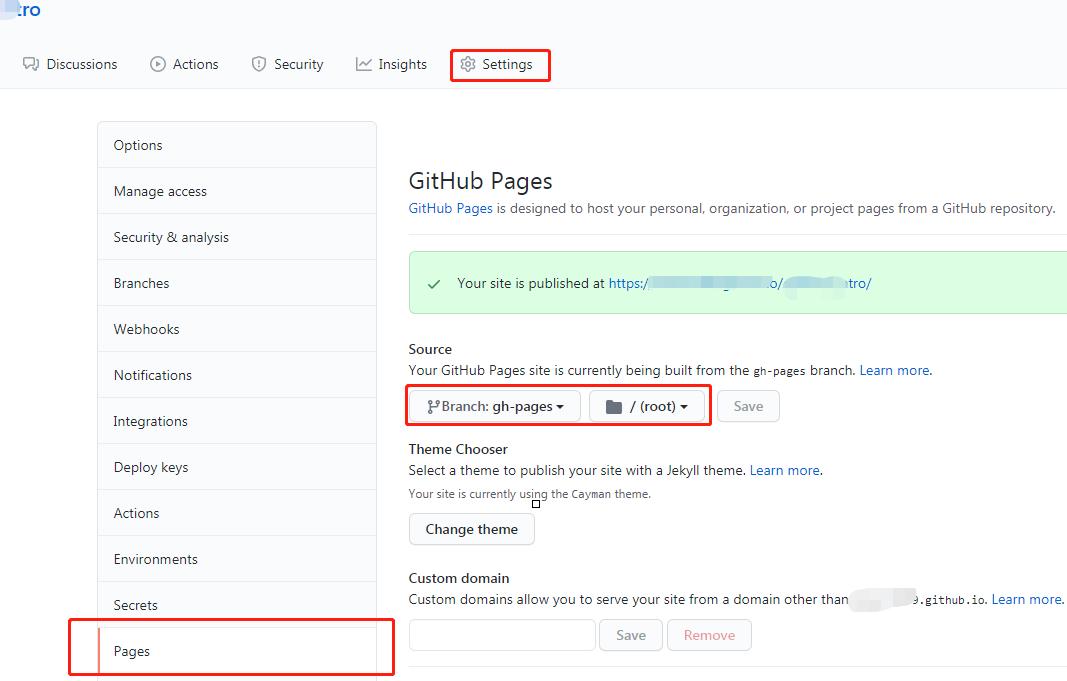 Discussions Actions Security Insights Settings
Options
Manage access
Security & analysis
Branches
Webhooks
Notifications
Integrations
Deploy keys
Actions
Environments
Secrets
Pages
GitHub Pages
GitHub Pages is designed to host your personal, organization, or project pages from a GitHub repository.
Your site is published at https:/
Source
Your GitHub Pages site is currently being built from the gh-pages branch. Learn more.
Branch: gh-pages / (root) Save
Theme Chooser
Select a theme to publish your site with a Jekyll theme. Learn more.
Your site is currently using the Cayman theme.
Change theme
Custom domain
Custom domains allow you to serve your site from a domain other than 9.github.io. Learn more.
Save Remove